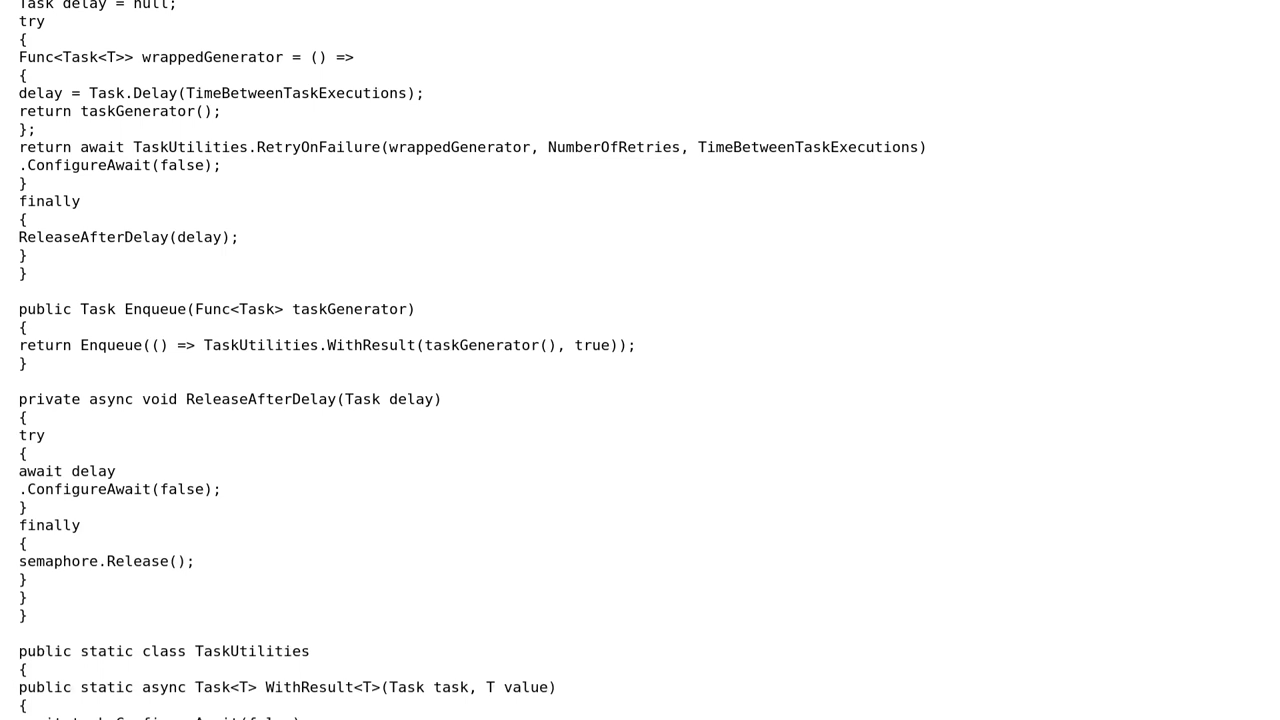 Task delay = null;
try
{
Func<Task<T>> wrappedGenerator = () =>
{
delay = Task.Delay(TimeBetweenTaskExecutions);
return taskGenerator();
};
return await TaskUtilities.RetryOnFailure(wrappedGenerator, NumberOfRetries, TimeBetweenTaskExecutions)
.ConfigureAwait(false);
}
finally
{
ReleaseAfterDelay(delay);
}
}

public Task Enqueue(Func<Task> taskGenerator)
{
return Enqueue(() => TaskUtilities.WithResult(taskGenerator(), true));
}

private async void ReleaseAfterDelay(Task delay)
{
try
{
await delay
.ConfigureAwait(false);
}
finally
{
semaphore.Release();
}
}
}

public static class TaskUtilities
{
public static async Task<T> WithResult<T>(Task task, T value)
{